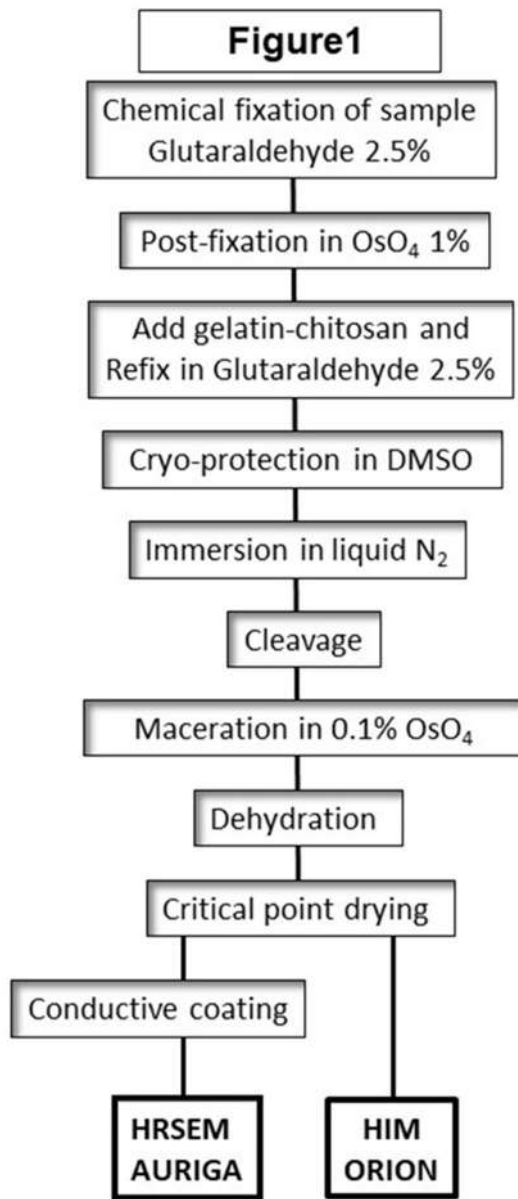 Figure1
Chemical fixation of sample
Glutaraldehyde 2.5%
Post-fixation in OsO₄ 1%
Add gelatin-chitosan and
Refix in Glutaraldehyde 2.5%
Cryo-protection in DMSO
Immersion in liquid N₂
Cleavage
Maceration in 0.1% OsO₄
Dehydration
Critical point drying
Conductive coating
HRSEM
AURIGA
HIM
ORION